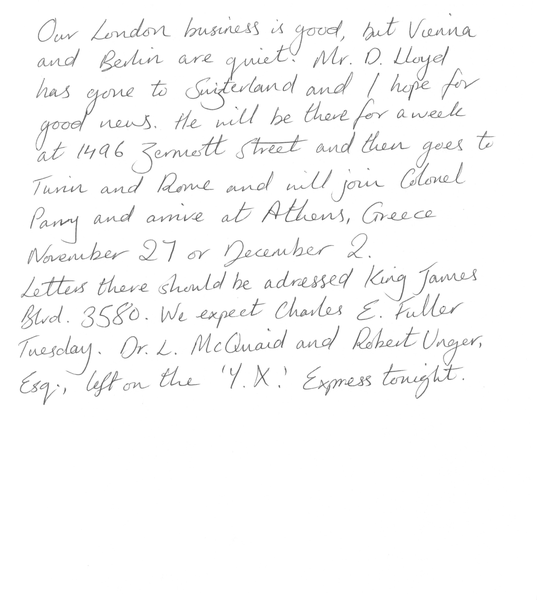 Our London business is good, but Vienna
and Berlin are quiet. Mr. D. Lloyd
has gone to Swizterland and I hope for
good news. He will be there for a week
at 1496 Zermott Street and then goes to
Turin and Rome and will join Colonel
Parry and arrive at Athens, Greece
November 27 or December 2.
Letters there should be adressed King James
Blvd. 3580. We expect Charles E. Fuller
Tuesday. Dr. L. McQuaid and Robert Unger,
Esq., left on the 'Y.X.' Express tonight.